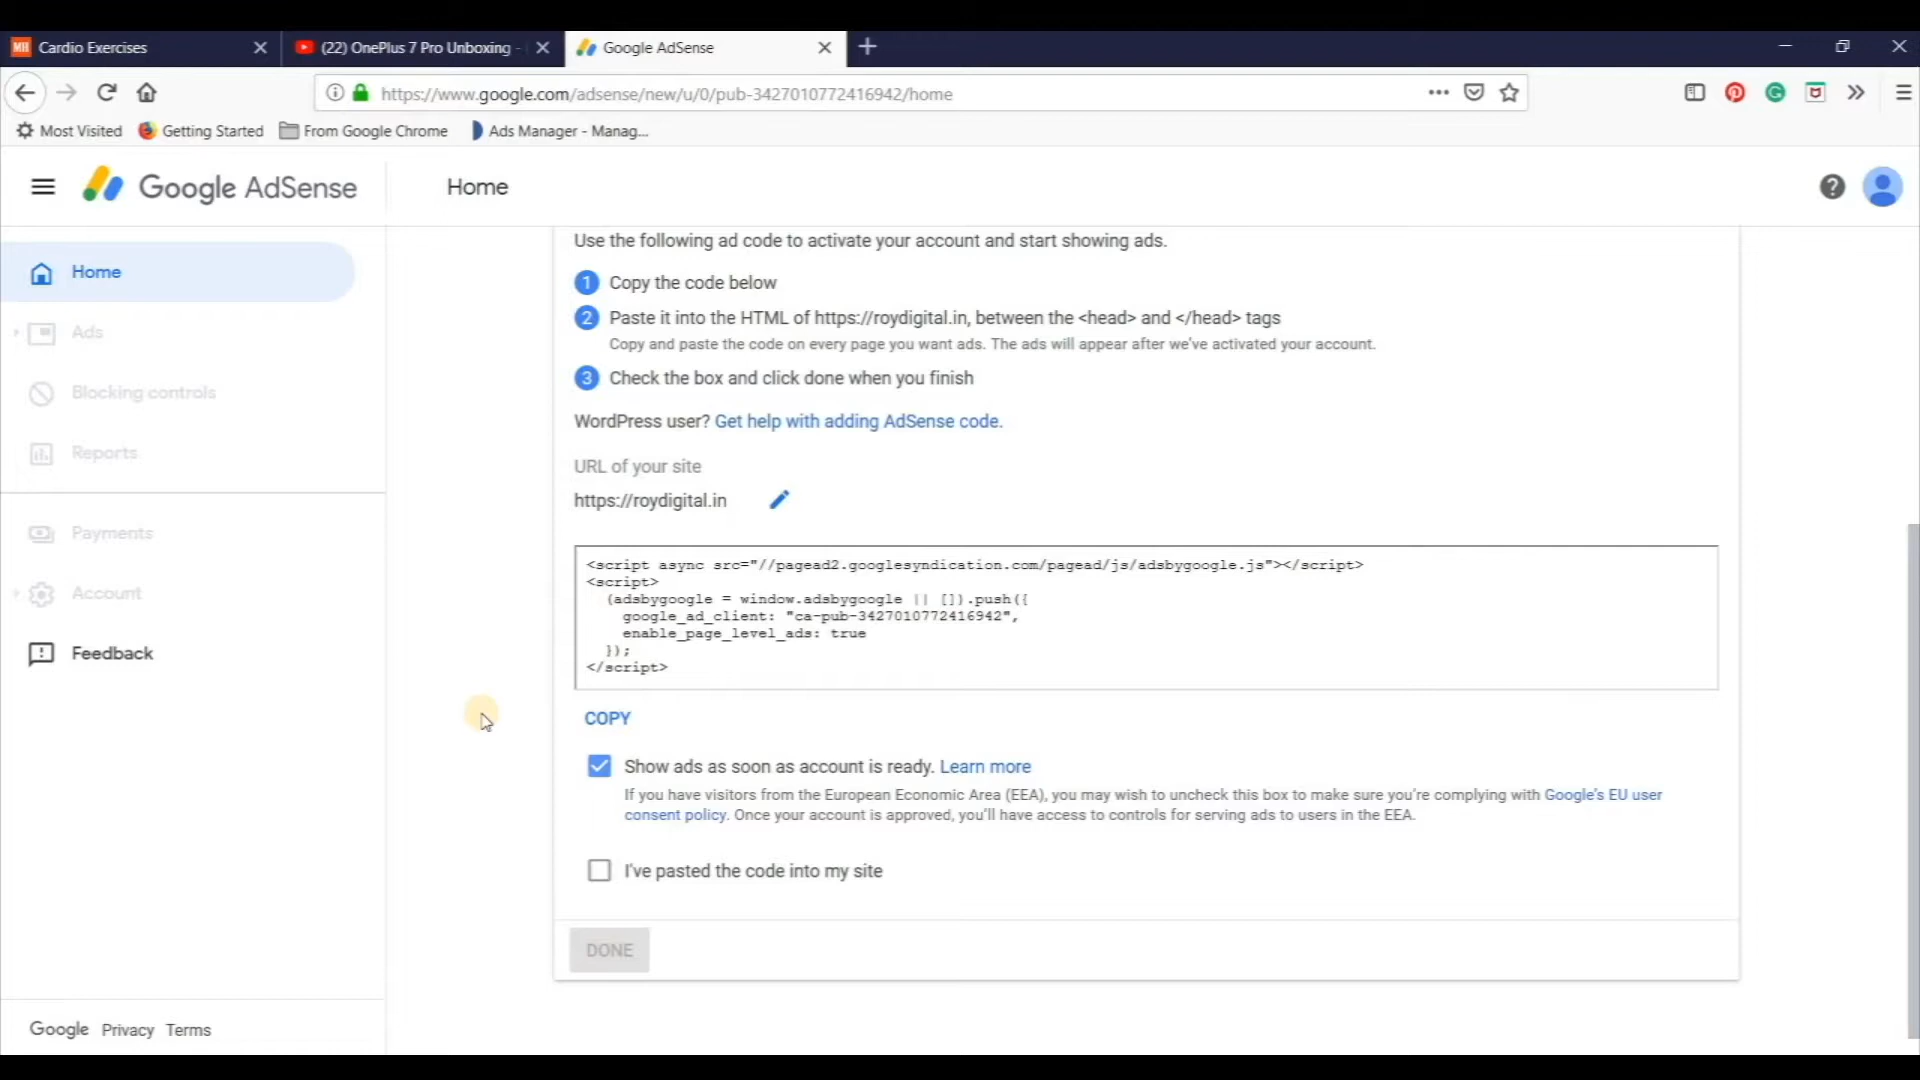 MH Cardio Exercises
(22) OnePlus 7 Pro Unboxing -
Google AdSense
https://www.google.com/adsense/new/u/0/pub-3427010772416942/home
Most Visited
Getting Started
From Google Chrome
Ads Manager - Manag...
Google AdSense
Home
Home
Ads
Blocking controls
Reports
Payments
Account
Feedback
Google Privacy Terms
Use the following ad code to activate your account and start showing ads.
1 Copy the code below
2 Paste it into the HTML of https://roydigital.in, between the <head> and </head> tags
Copy and paste the code on every page you want ads. The ads will appear after we've activated your account.
3 Check the box and click done when you finish
WordPress user? Get help with adding AdSense code.
URL of your site
https://roydigital.in
<script async src="//pagead2.googlesyndication.com/pagead/js/adsbygoogle.js"></script>
<script>
(adsbygoogle = window.adsbygoogle || []).push({
google_ad_client: "ca-pub-3427010772416942",
enable_page_level_ads: true
});
</script>
COPY
Show ads as soon as account is ready. Learn more
If you have visitors from the European Economic Area (EEA), you may wish to uncheck this box to make sure you're complying with Google's EU user
consent policy. Once your account is approved, you'll have access to controls for serving ads to users in the EEA.
I've pasted the code into my site
DONE